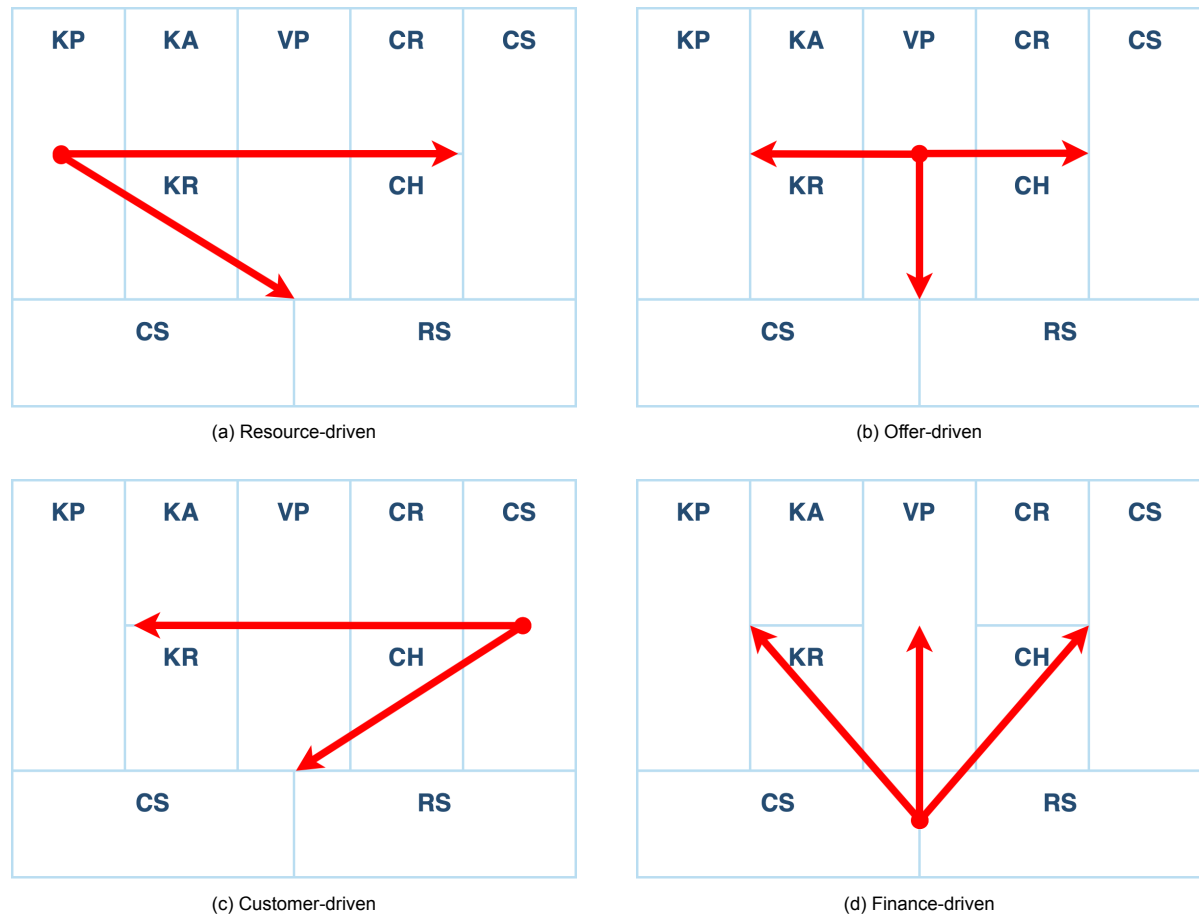 KP KA VP CR CS
KR CH
CS RS
(a) Resource-driven
KP KA VP CR CS
KR CH
CS RS
(b) Offer-driven
KP KA VP CR CS
KR CH
CS RS
(c) Customer-driven
KP KA VP CR CS
KR CH
CS RS
(d) Finance-driven